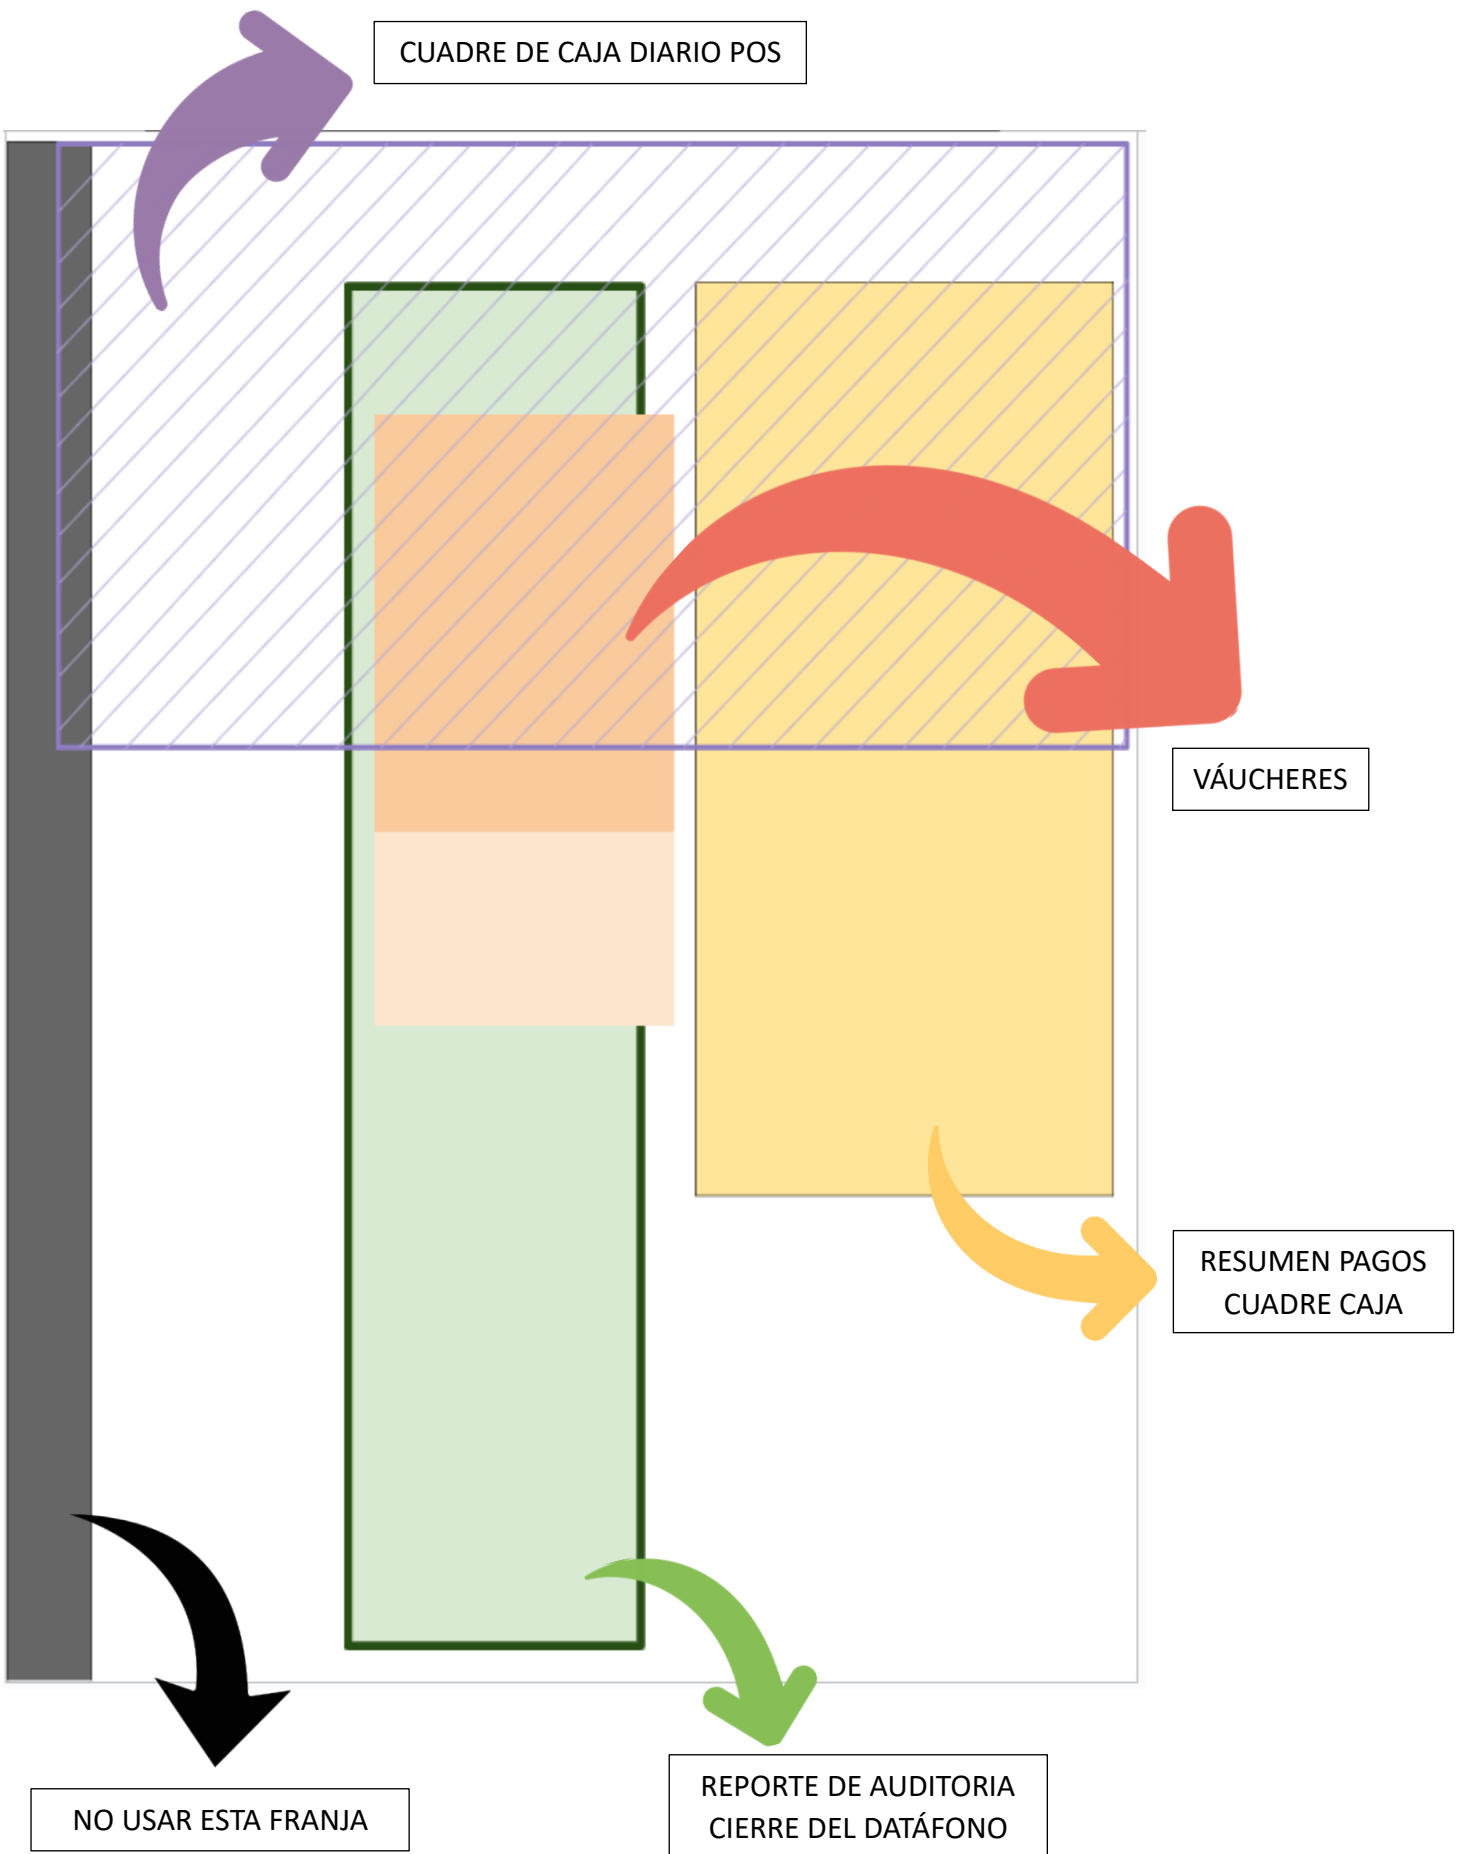 CUADRE DE CAJA DIARIO POS
VÁUCHERES
RESUMEN PAGOS
CUADRE CAJA
REPORTE DE AUDITORIA
CIERRE DEL DATÁFONO
NO USAR ESTA FRANJA